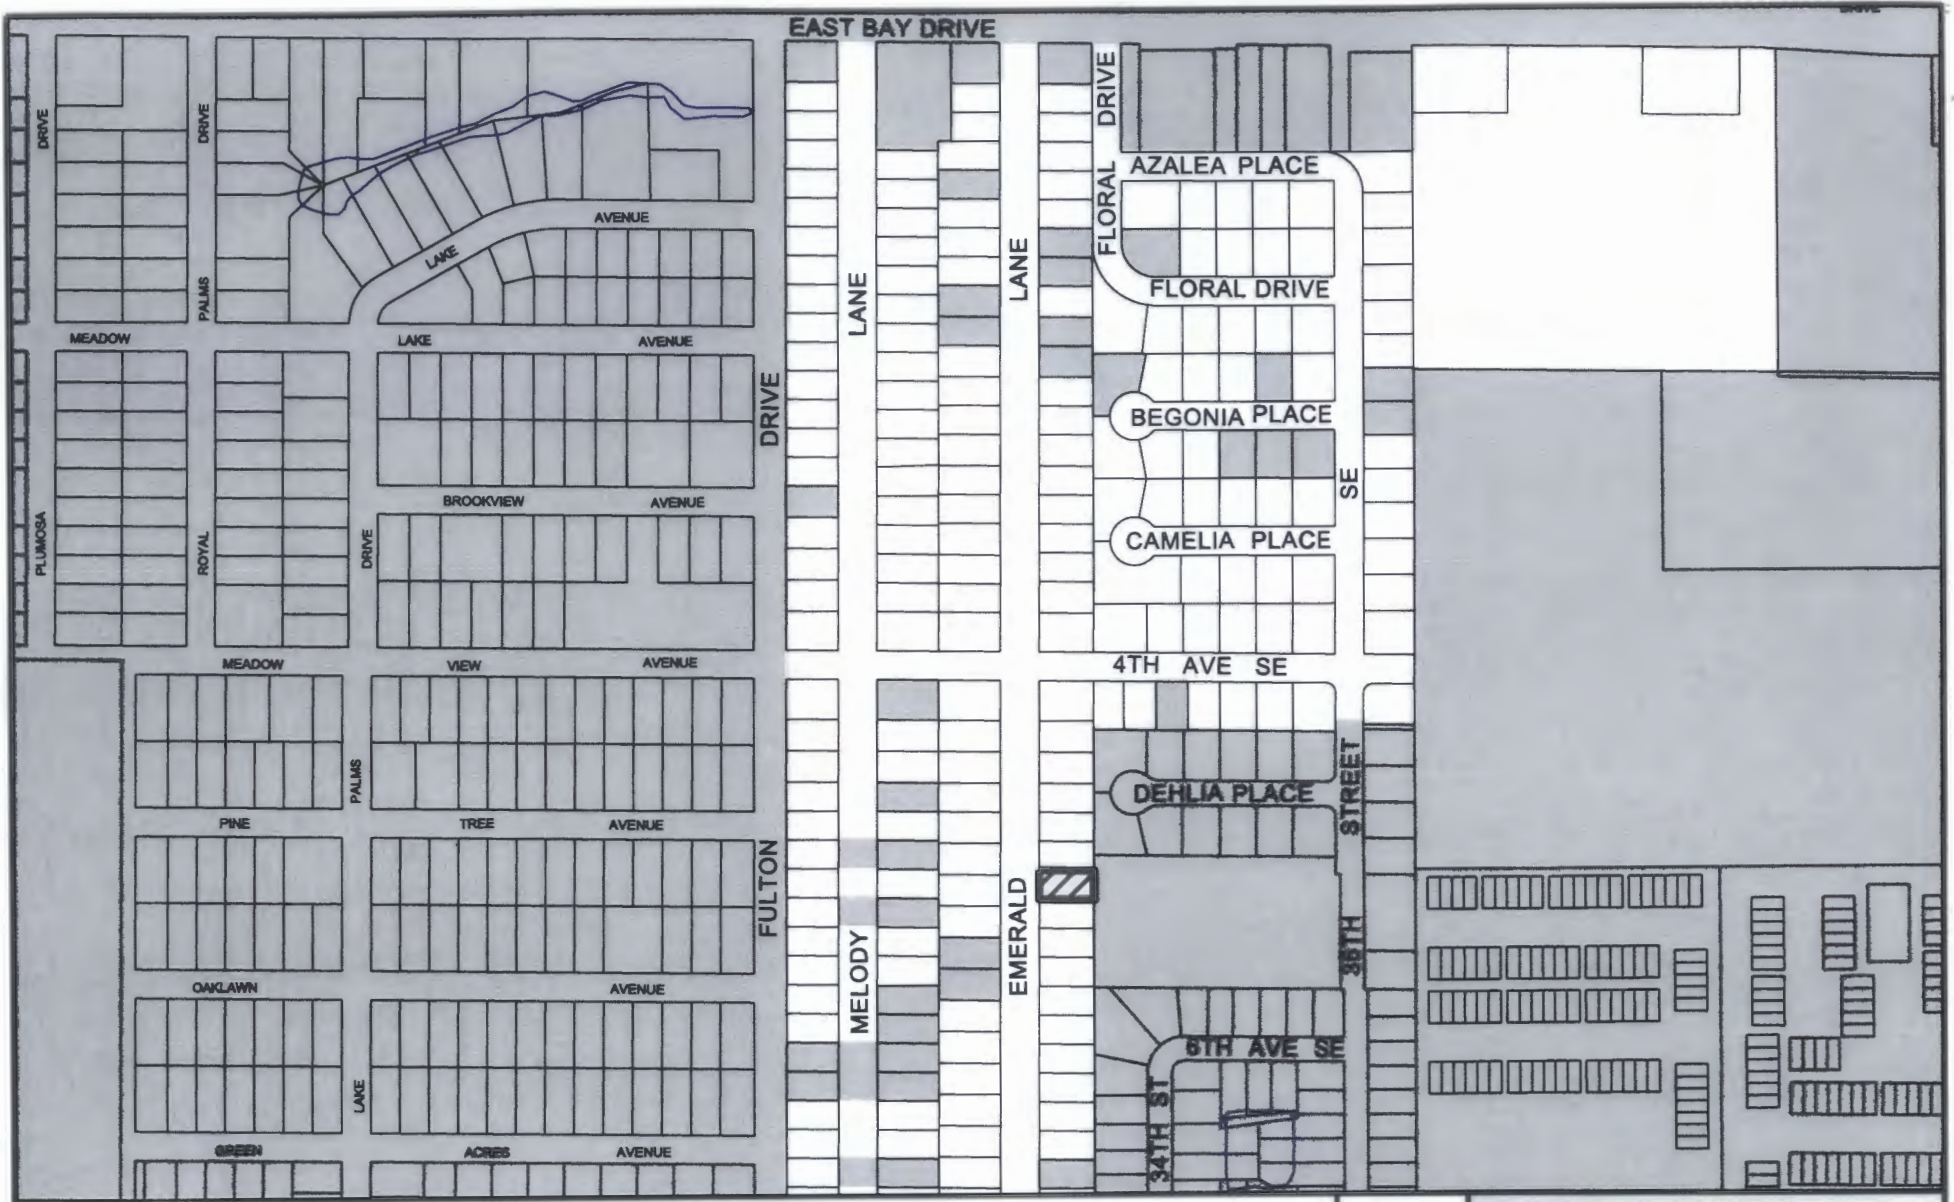 EAST BAY DRIVE
DRIVE
DRIVE
DRIVE
DRIVE
AZALEA PLACE
FLORAL
AVENUE
LAKE
LANE
LANE
PALMS
FLORAL DRIVE
MEADOW
LAKE
AVENUE
DRIVE
BEGONIA PLACE
SE
BROOKVIEW
AVENUE
PLUMOSA
ROYAL
DRIVE
CAMELIA PLACE
MEADOW
VIEW
AVENUE
4TH AVE SE
PALMS
STREET
DEHLIA PLACE
PINE
TREE
AVENUE
FULTON
EMERALD
MELODY
35TH
OAKLAWN
AVENUE
6TH AVE SE
LAKE
34TH ST
GREEN
ACRES
AVENUE